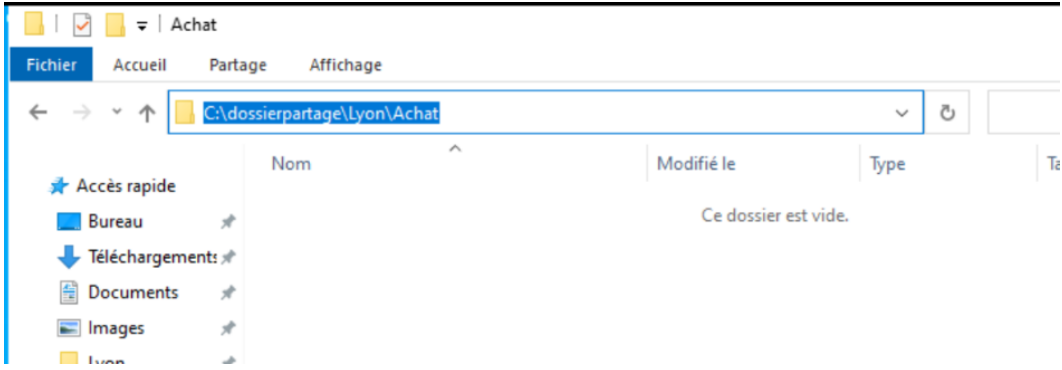 Achat
Fichier Accueil Partage Affichage
C:\dossierpartage\Lyon\Achat
Nom Modifié le Type
Accès rapide
Ce dossier est vide.
Bureau
Téléchargements
Documents
Images
Lyon